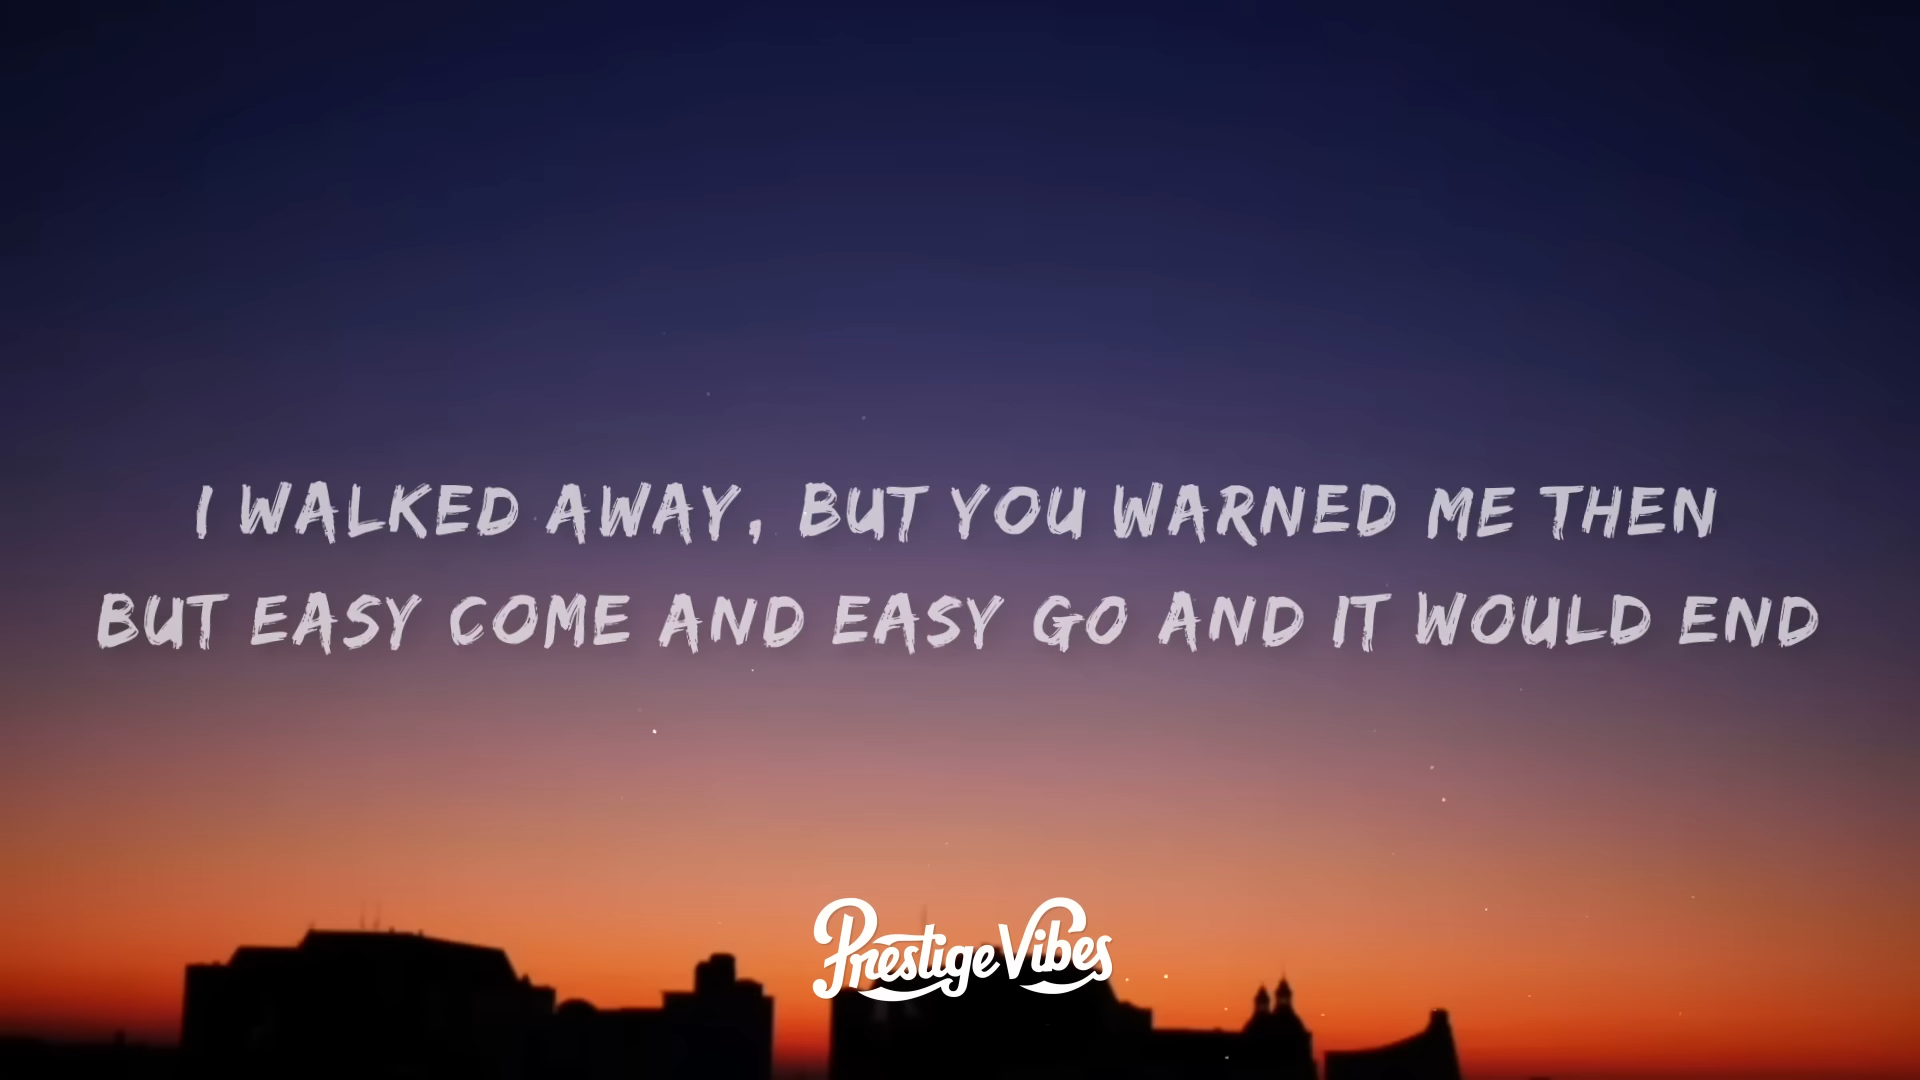 I WALKED AWAY, BUT YOU WARNED ME THEN
BUT EASY COME AND EASY GO AND IT WOULD END
Prestige Vibes